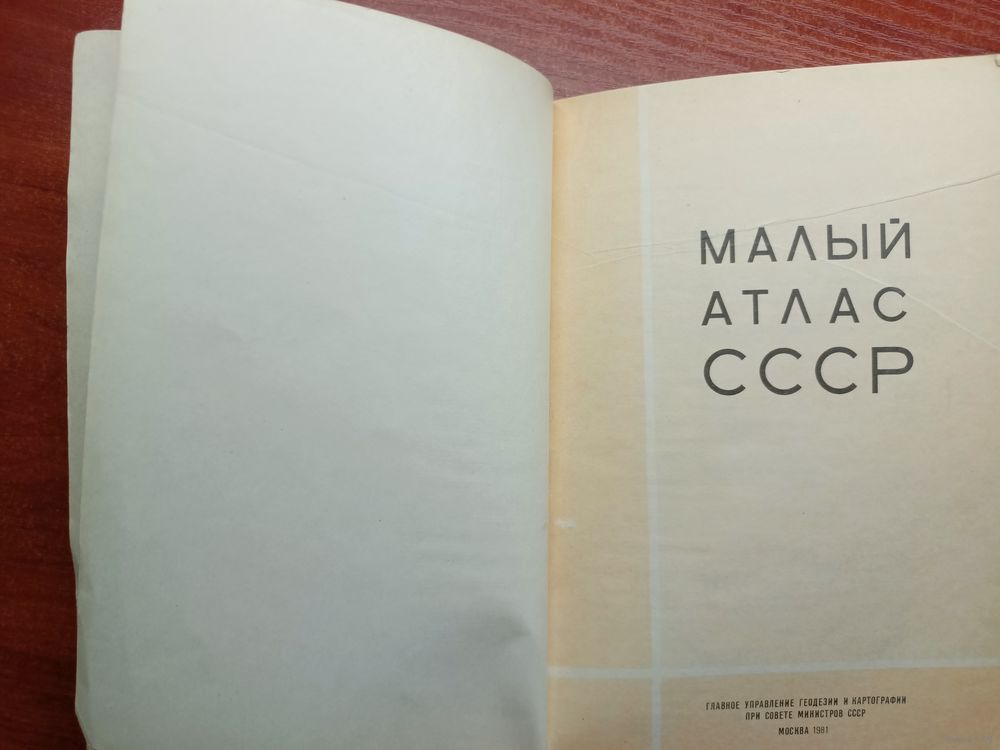 МАЛЫЙ
АТЛАС
СССР
ГЛАВНОЕ УПРАВЛЕНИЕ ГЕОДЕЗИИ И КАРТОГРАФИИ
ПРИ СОВЕТЕ МИНИСТРОВ СССР
МОСКВА 1981